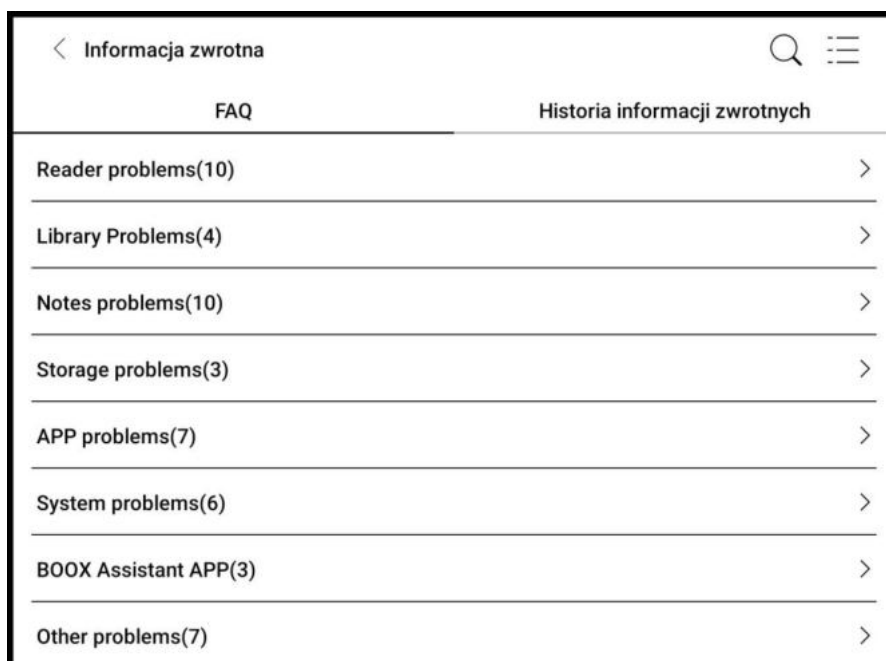 Informacja zwrotna
FAQ
Historia informacji zwrotnych
Reader problems(10)
Library Problems(4)
Notes problems(10)
Storage problems(3)
APP problems(7)
System problems(6)
BOOX Assistant APP(3)
Other problems(7)